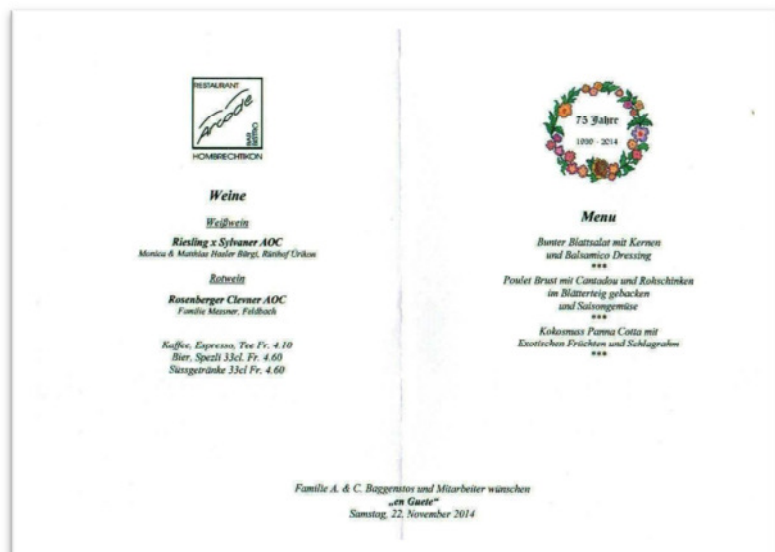 RESTAURANT
Arcade
BAR
BISTRO
HOMBRECHTIKON
Weine
Weißwein
Riesling x Sylvaner AOC
Monica & Matthias Hasler Bürgi, Rütihof Ürikon
Rotwein
Rosenberger Clevner AOC
Familie Messner, Feldbach
Kaffee, Espresso, Tee Fr. 4.10
Bier, Spezli 33cl. Fr. 4.60
Süssgetränke 33cl Fr. 4.60
75 Jahre
1939 - 2014
Menu
Bunter Blattsalat mit Kernen
und Balsamico Dressing
***
Poulet Brust mit Cantadou und Rohschinken
im Blätterteig gebacken
und Saisongemüse
***
Kokosnuss Panna Cotta mit
Exotischen Früchten und Schlagrahm
***
Familie A. & C. Baggenstos und Mitarbeiter wünschen
„en Guete“
Samstag, 22. November 2014